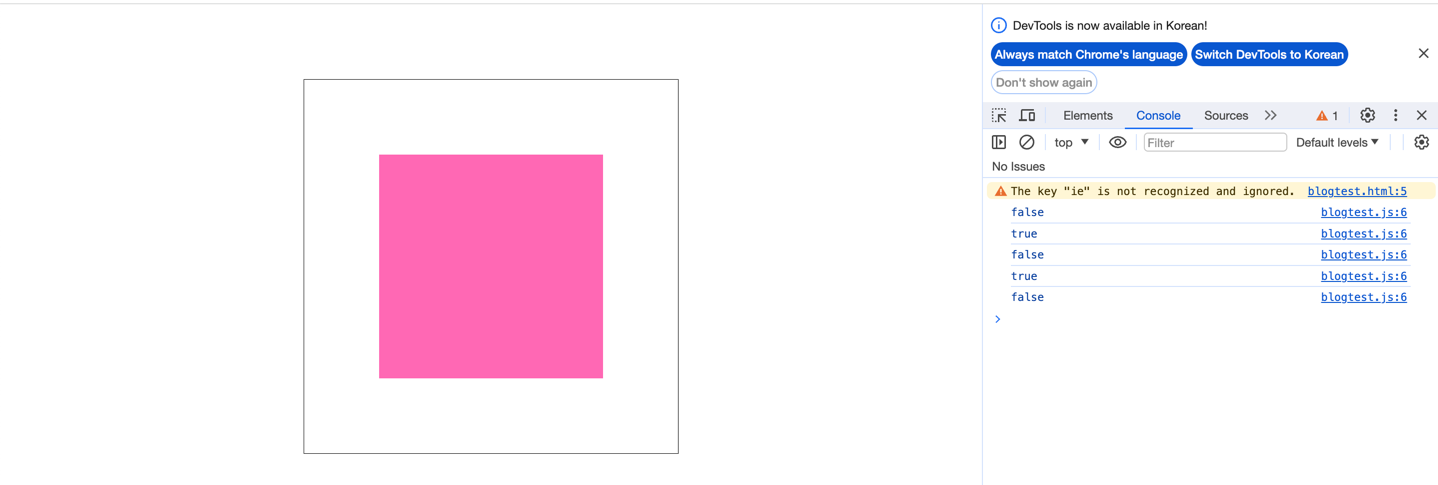 DevTools is now available in Korean!
Always match Chrome's language Switch DevTools to Korean
Don't show again
Elements Console Sources 1
top Filter Default levels
No Issues
The key "ie" is not recognized and ignored. blogtest.html:5
false blogtest.js:6
true blogtest.js:6
false blogtest.js:6
true blogtest.js:6
false blogtest.js:6